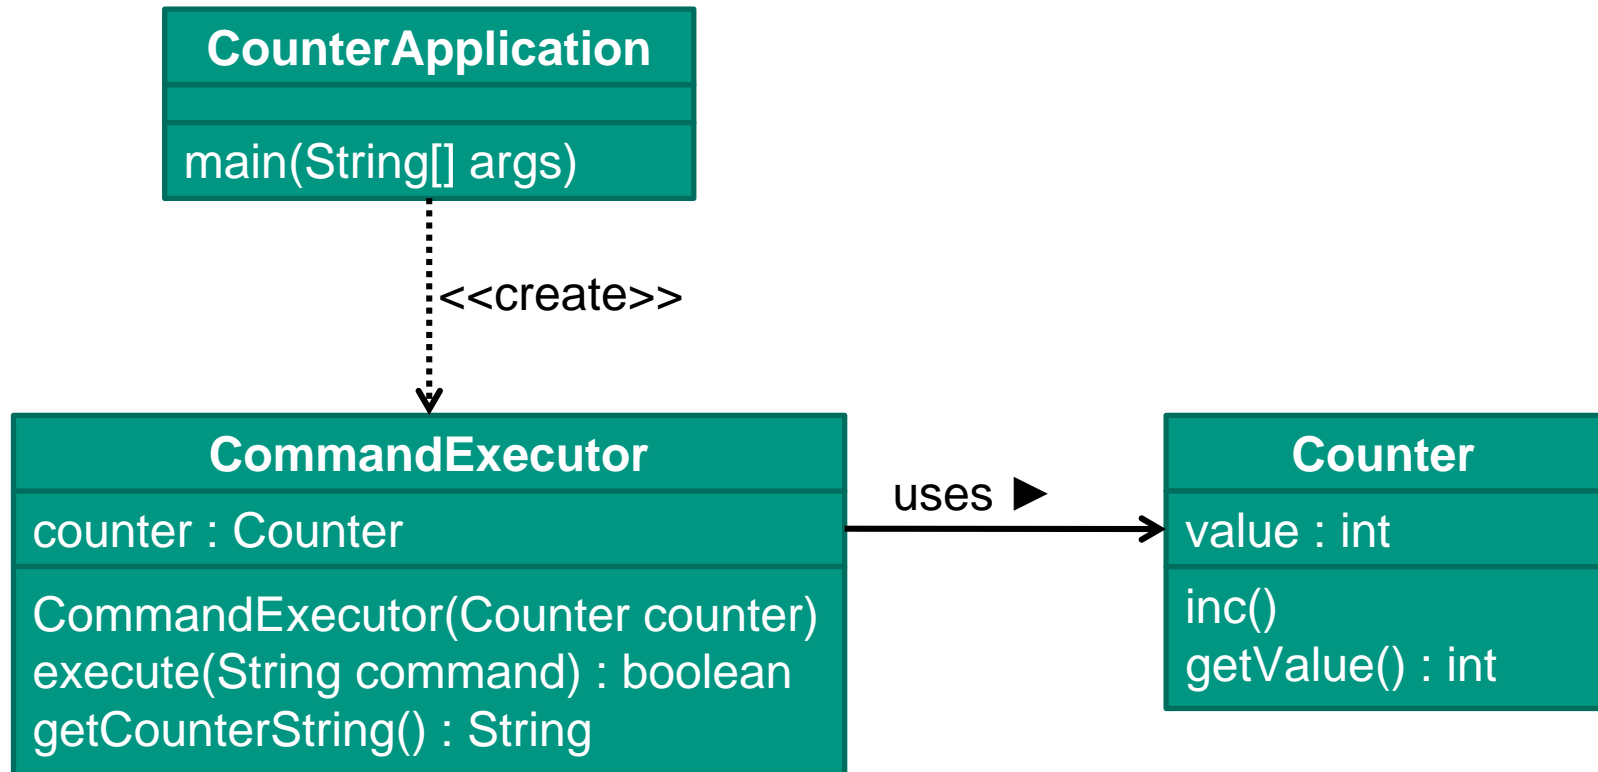 CounterApplication
main(String[] args)
<<create>>
CommandExecutor
counter : Counter
CommandExecutor(Counter counter)
execute(String command) : boolean
getCounterString() : String
uses ►
Counter
value : int
inc()
getValue() : int